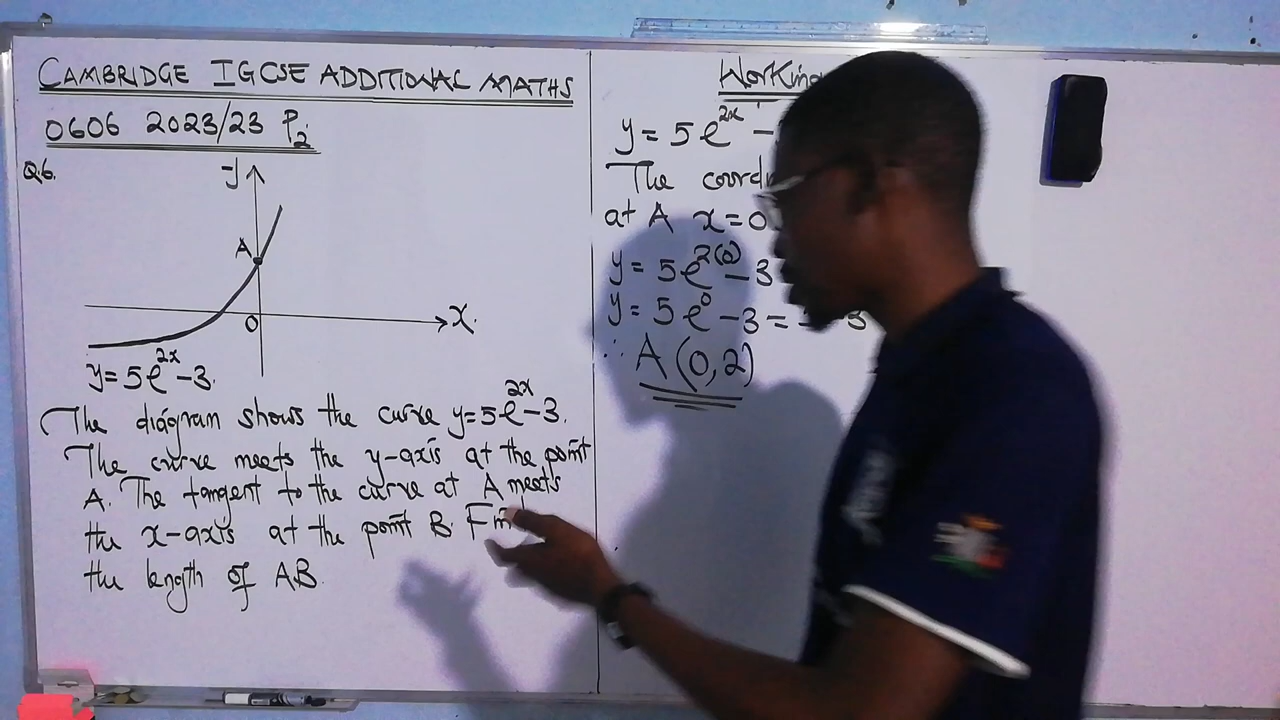 CAMBRIDGE IGCSE ADDITIONAL MATHS
0606 2023/23 P2
Q6.
y
A
O
x.
y=5e^{2x}-3.
The diagram shows the curve y=5e^{2x}-3.
The curve meets the y-axis at the point
A. The tangent to the curve at A meets
the x-axis at the point B.
the length of AB.
y = 5e^{2x} -
The
at A x=0
y = 5e^{2(0)} - 3
y = 5e^{0} - 3 =
∴ A (0,2)